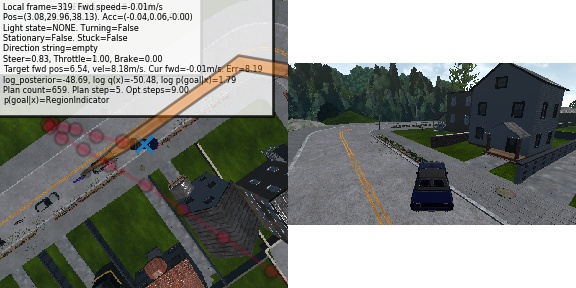 Local frame=319. Fwd speed=-0.01m/s
Pos=(3.08,29.96,38.13). Acc=(-0.04,0.06,-0.00)
Light state=NONE. Turning=False
Stationary=False. Stuck=False
Direction string=empty
Steer=0.83, Throttle=1.00, Brake=0.00
Target fwd pos=6.54, vel=8.18m/s. Cur fwd=-0.01m/s. Err=8.19
log_posterior=-48.69, log q(x)=-50.48, log p(goal|x)=1.79
Plan count=659. Plan step=5. Opt steps=9.00
p(goal|x)=RegionIndicator